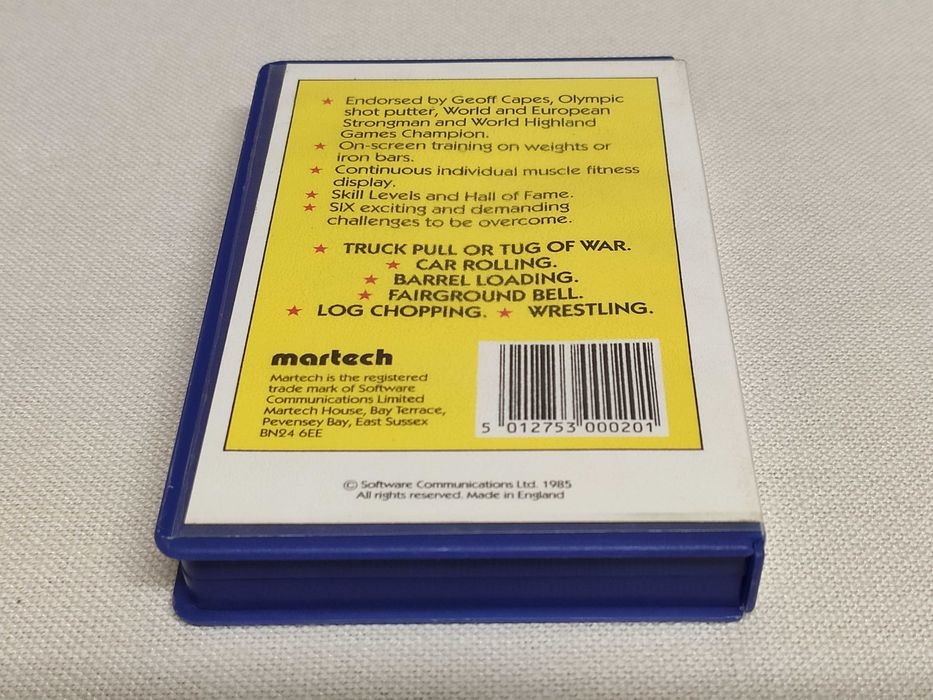 ★ Endorsed by Geoff Capes, Olympic
shot putter, World and European
Strongman and World Highland
Games Champion.
★ On-screen training on weights or
iron bars.
★ Continuous individual muscle fitness
display.
★ Skill Levels and Hall of Fame.
★ SIX exciting and demanding
challenges to be overcome.
★ TRUCK PULL OR TUG OF WAR.
★ CAR ROLLING.
★ BARREL LOADING.
★ FAIRGROUND BELL.
★ LOG CHOPPING. ★ WRESTLING.
martech
Martech is the registered
trade mark of Software
Communications Limited
Martech House, Bay Terrace,
Pevensey Bay, East Sussex
BN24 6EE
5 012753 000201
© Software Communications Ltd. 1985
All rights reserved. Made in England